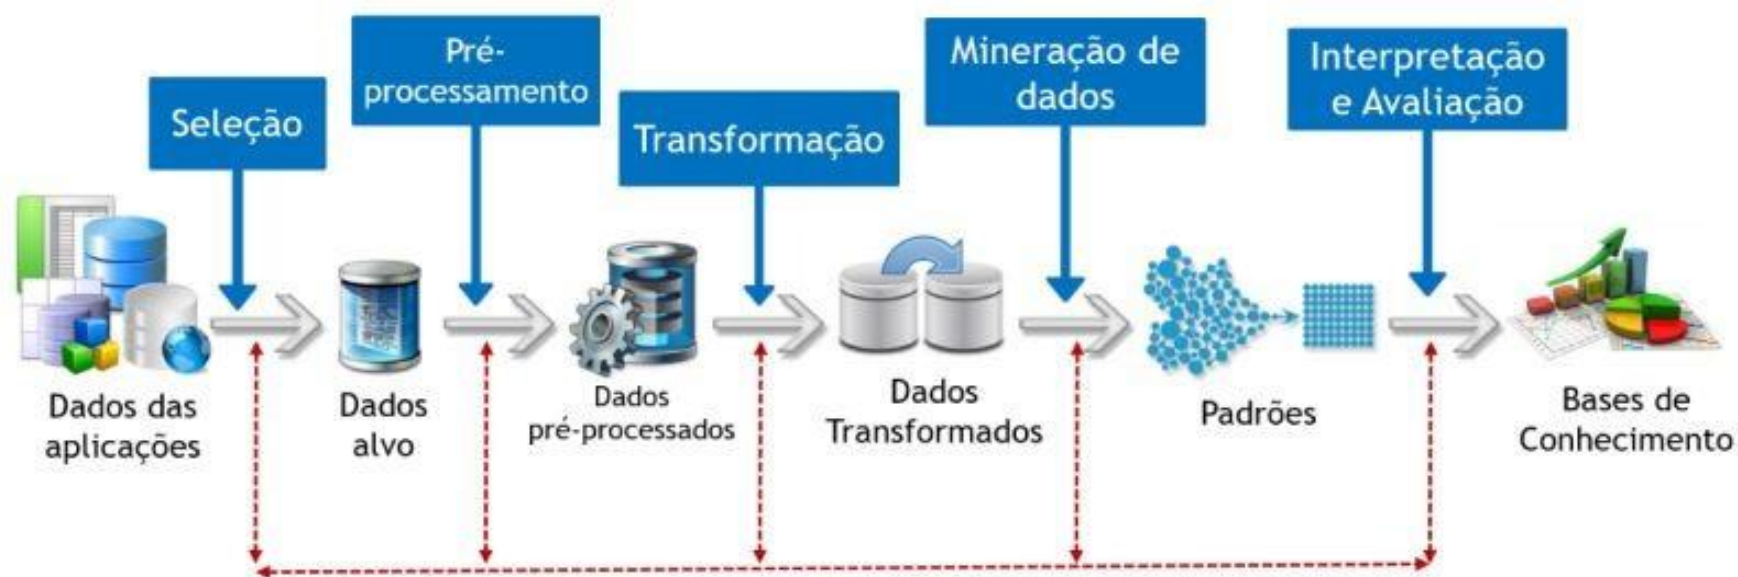 Seleção
Pré-
processamento
Transformação
Mineração de
dados
Interpretação
e Avaliação
Dados das
aplicações
Dados
alvo
Dados
pré-processados
Dados
Transformados
Padrões
Bases de
Conhecimento